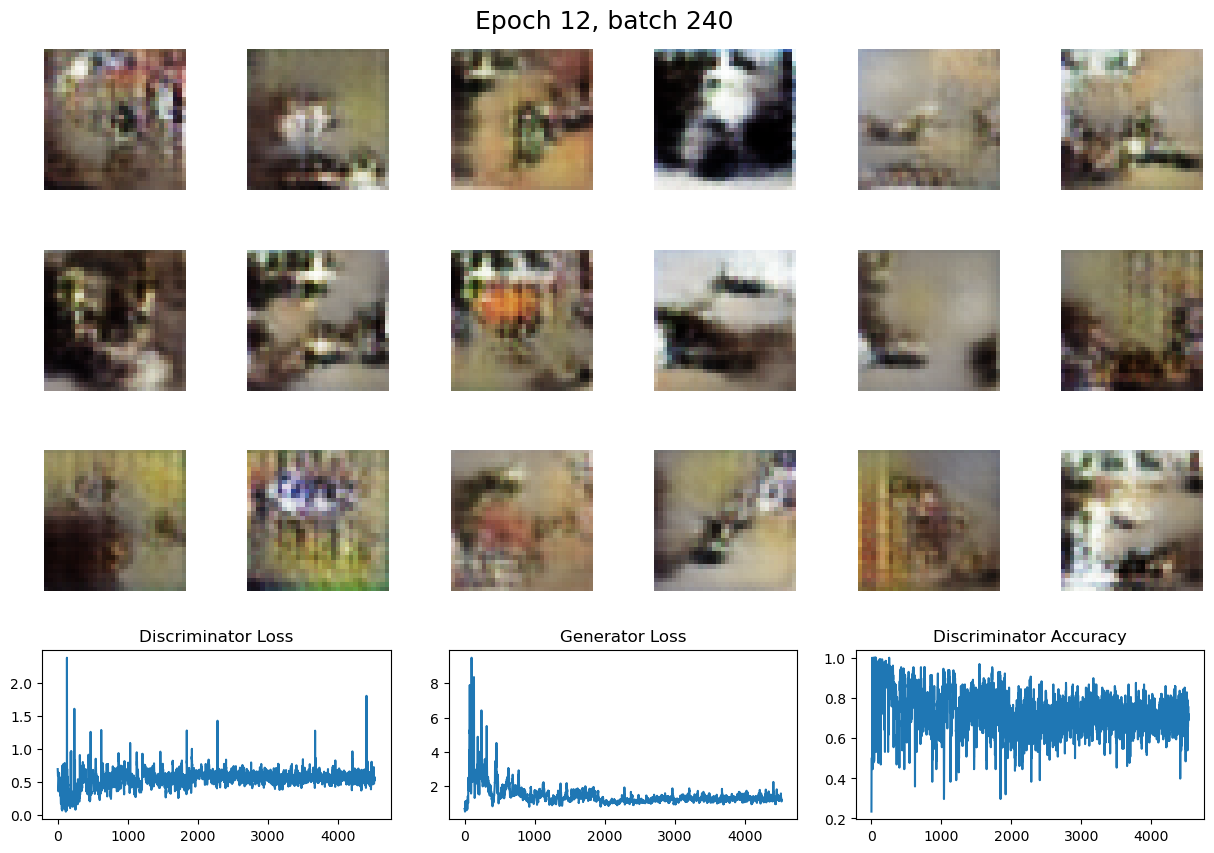 Epoch 12, batch 240
Discriminator Loss
Generator Loss
Discriminator Accuracy
2.0
1.5
1.0
0.5
0.0
0 1000 2000 3000 4000
8
6
4
2
0 1000 2000 3000 4000
1.0
0.8
0.6
0.4
0.2
0 1000 2000 3000 4000